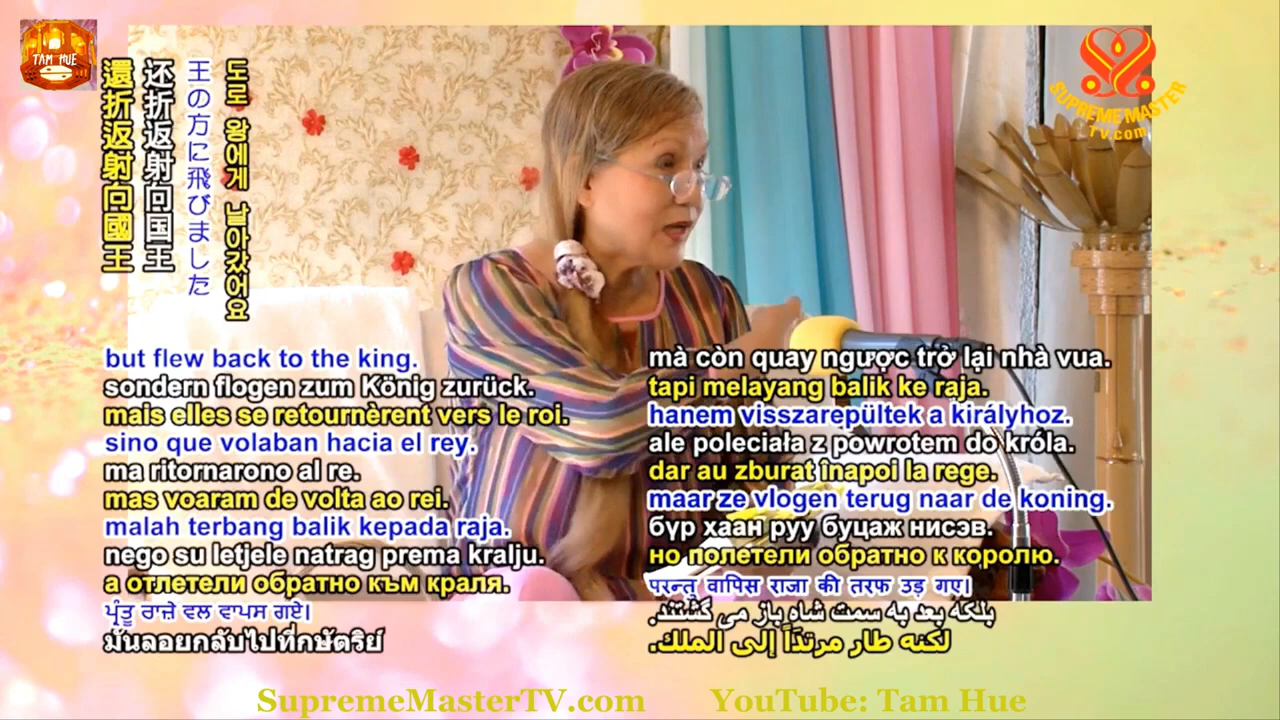 TAM HUE
SUPREME MASTER
TV.com
還折返射向國王
还折返射向国王
王の方に飛びました
도로 왕에게 날아갔어요
but flew back to the king.
sondern flogen zum König zurück.
mais elles se retournèrent vers le roi.
sino que volaban hacia el rey.
ma ritornarono al re.
mas voaram de volta ao rei.
malah terbang balik kepada raja.
nego su letjele natrag prema kralju.
а отлетели обратно към краля.
ਪ੍ਰੰਤੂ ਰਾਜੇ ਵਲ ਵਾਪਸ ਗਏ।
มันลอยกลับไปที่กษัตริย์
mà còn quay ngược trở lại nhà vua.
tapi melayang balik ke raja.
hanem visszarepültek a királyhoz.
ale poleciała z powrotem do króla.
dar au zburat înapoi la rege.
maar ze vlogen terug naar de koning.
бүр хаан руу буцаж нисэв.
но полетели обратно к королю.
परन्तु वापिस राजा की तरफ उड़ गए।
بلکه بعد به سمت شاه باز می گشتند.
لكنه طار مرتدَاً إلى الملك.
SupremeMasterTV.com
YouTube: Tam Hue